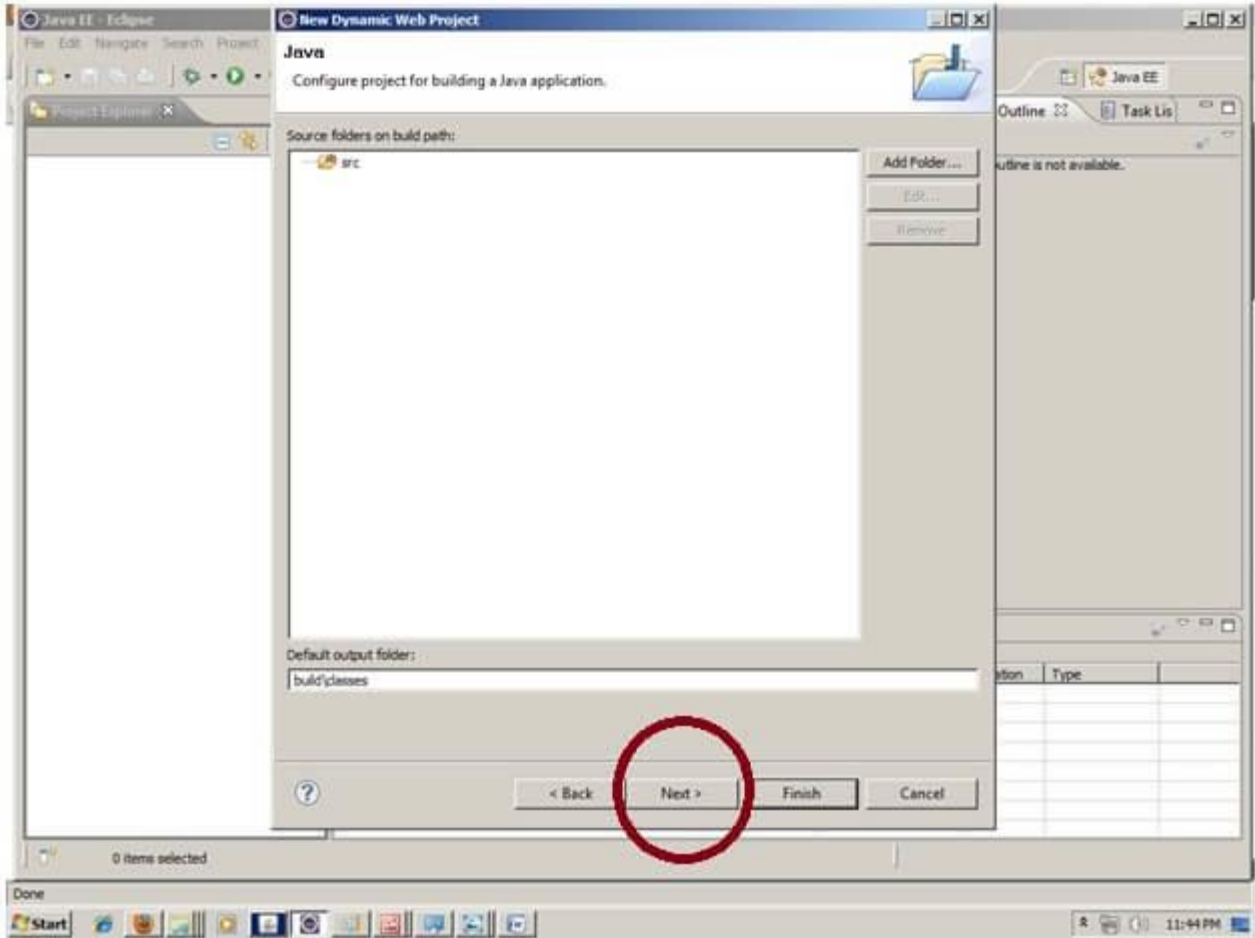 Java EE - Eclipse
File Edit Navigate Search Project
Project Explorer
New Dynamic Web Project
Java
Configure project for building a Java application.
Source folders on build path:
src
Add Folder...
Edit...
Remove
Default output folder:
build\classes
< Back Next > Finish Cancel
Java EE
Outline Task Lis
utline is not available.
ation Type
0 items selected
Done
Start 11:44 PM